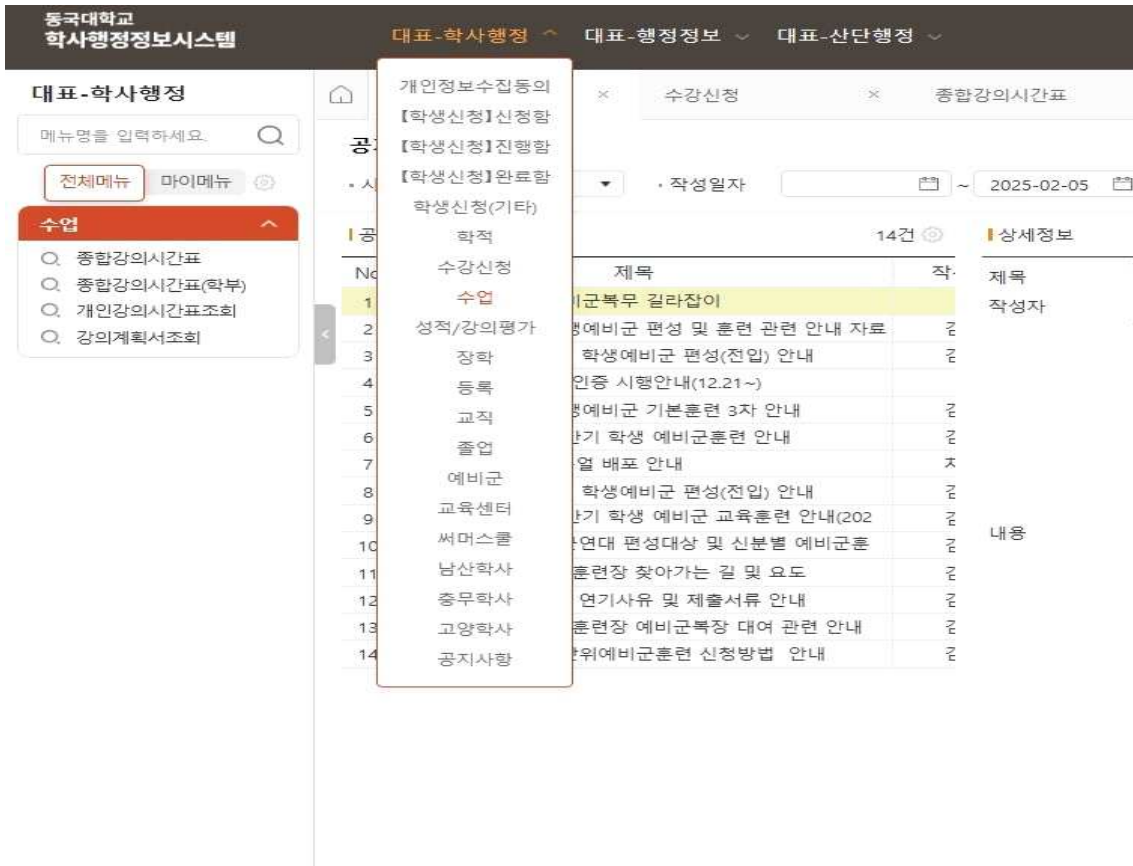 동국대학교
학사행정정보시스템
대표-학사행정
대표-행정정보
대표-산단행정
대표-학사행정
메뉴명을 입력하세요.
전체메뉴 마이메뉴
수업
종합강의시간표
종합강의시간표(학부)
개인강의시간표조회
강의계획서조회
개인정보수집동의
【학생신청】신청함
【학생신청】진행함
【학생신청】완료함
학생신청(기타)
학적
수강신청
수업
성적/강의평가
장학
등록
교직
졸업
예비군
교육센터
써머스쿨
남산학사
충무학사
고양학사
공지사항
수강신청
종합강의시간표
작성일자 ~ 2025-02-05
14건
제목
1 군복무 길라잡이
2 예비군 편성 및 훈련 관련 안내 자료
3 학생예비군 편성(전입) 안내
4 인증 시행안내(12.21~)
5 예비군 기본훈련 3차 안내
6 학생 예비군훈련 안내
7 배포 안내
8 학생예비군 편성(전입) 안내
9 학생 예비군 교육훈련 안내(202
10 편성대상 및 신분별 예비군훈
11 훈련장 찾아가는 길 및 요도
12 연기사유 및 제출서류 안내
13 훈련장 예비군복장 대여 관련 안내
14 위예비군훈련 신청방법 안내
상세정보
제목
작성자
내용